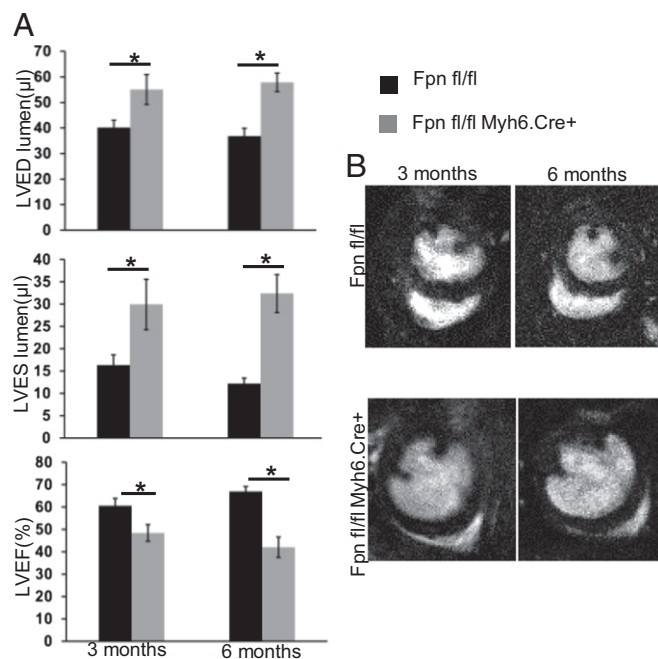 A
LVED lumen(µl)
70
60
50
40
30
20
10
0
*
*
Fpn fl/fl
Fpn fl/fl Myh6.Cre+
LVES lumen(µl)
40
35
30
25
20
15
10
5
0
*
*
LVEF(%)
80
70
60
50
40
30
20
10
0
*
*
3 months
6 months
B
3 months
6 months
Fpn fl/fl
Fpn fl/fl Myh6.Cre+